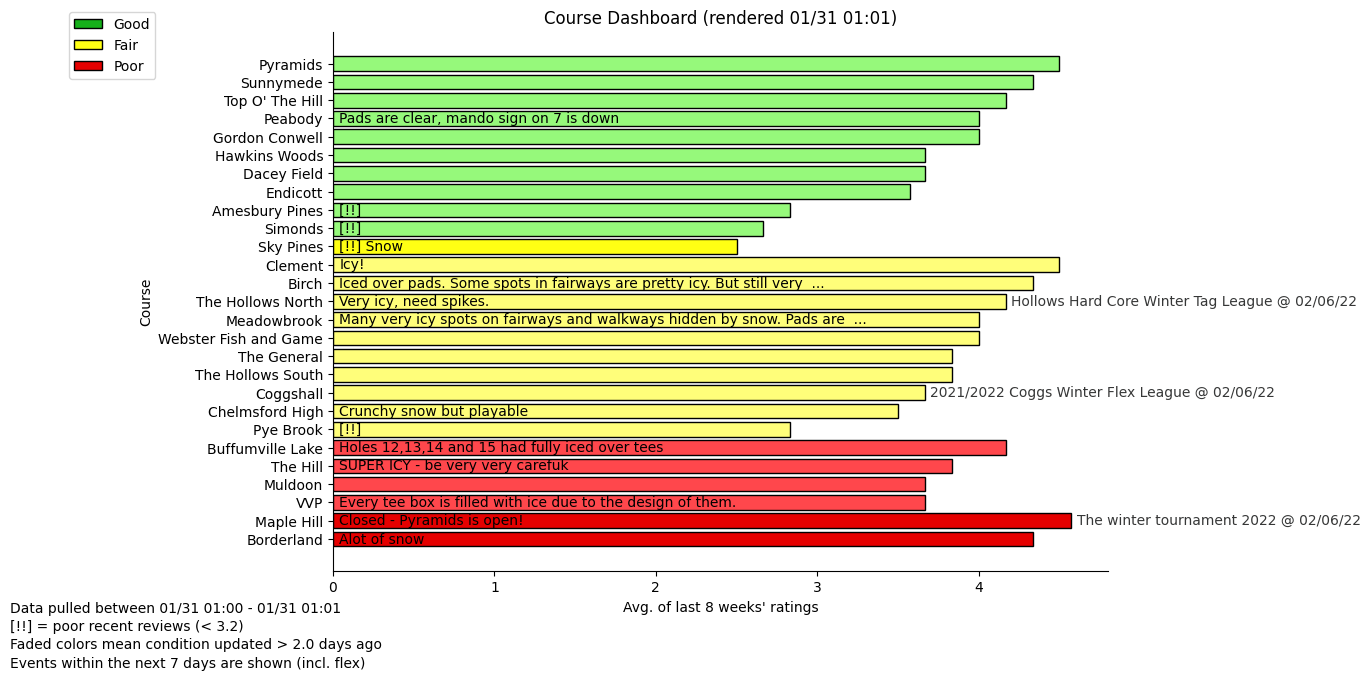 Good
Fair
Poor
Course Dashboard (rendered 01/31 01:01)
Course
Pyramids
Sunnymede
Top O' The Hill
Peabody Pads are clear, mando sign on 7 is down
Gordon Conwell
Hawkins Woods
Dacey Field
Endicott
Amesbury Pines [!!]
Simonds [!!]
Sky Pines [!!] Snow
Clement Icy!
Birch Iced over pads. Some spots in fairways are pretty icy. But still very ...
The Hollows North Very icy, need spikes. Hollows Hard Core Winter Tag League @ 02/06/22
Meadowbrook Many very icy spots on fairways and walkways hidden by snow. Pads are ...
Webster Fish and Game
The General
The Hollows South
Coggshall 2021/2022 Coggs Winter Flex League @ 02/06/22
Chelmsford High Crunchy snow but playable
Pye Brook [!!]
Buffumville Lake Holes 12,13,14 and 15 had fully iced over tees
The Hill SUPER ICY - be very very carefuk
Muldoon
VVP Every tee box is filled with ice due to the design of them.
Maple Hill Closed - Pyramids is open! The winter tournament 2022 @ 02/06/22
Borderland Alot of snow
0 1 2 3 4
Avg. of last 8 weeks' ratings
Data pulled between 01/31 01:00 - 01/31 01:01
[!!] = poor recent reviews (< 3.2)
Faded colors mean condition updated > 2.0 days ago
Events within the next 7 days are shown (incl. flex)